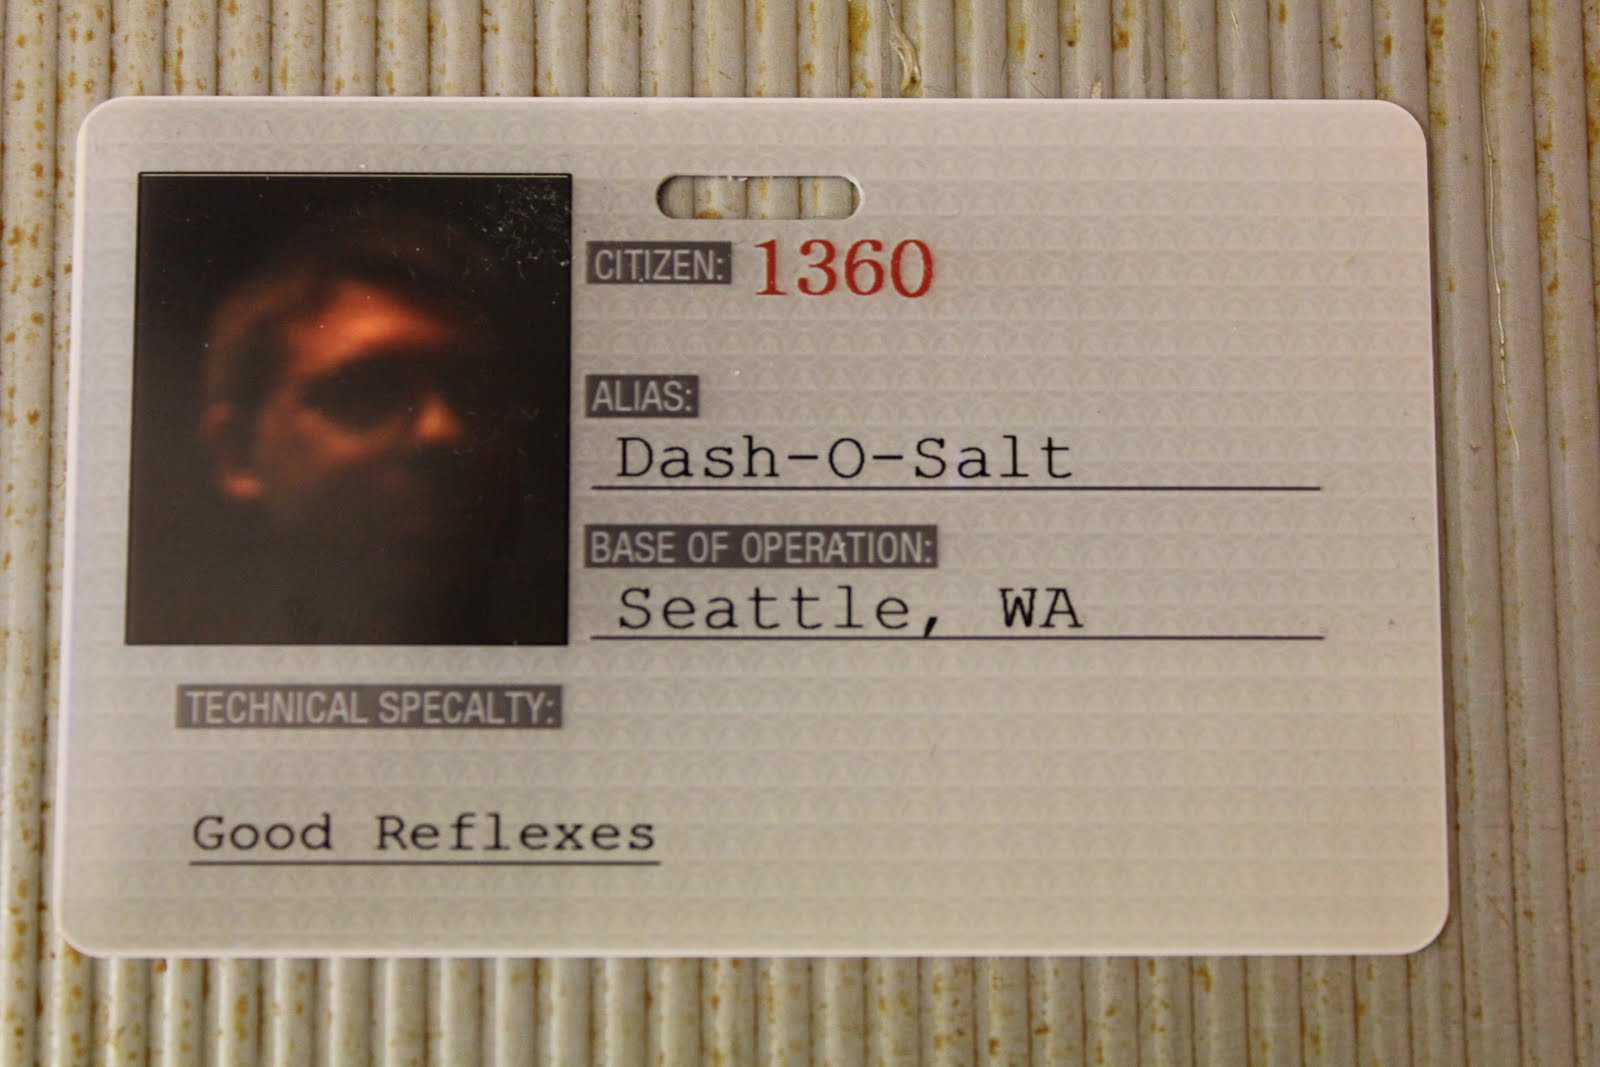 CITIZEN: 1360
ALIAS:
Dash-O-Salt
BASE OF OPERATION:
Seattle, WA
TECHNICAL SPECALTY:
Good Reflexes